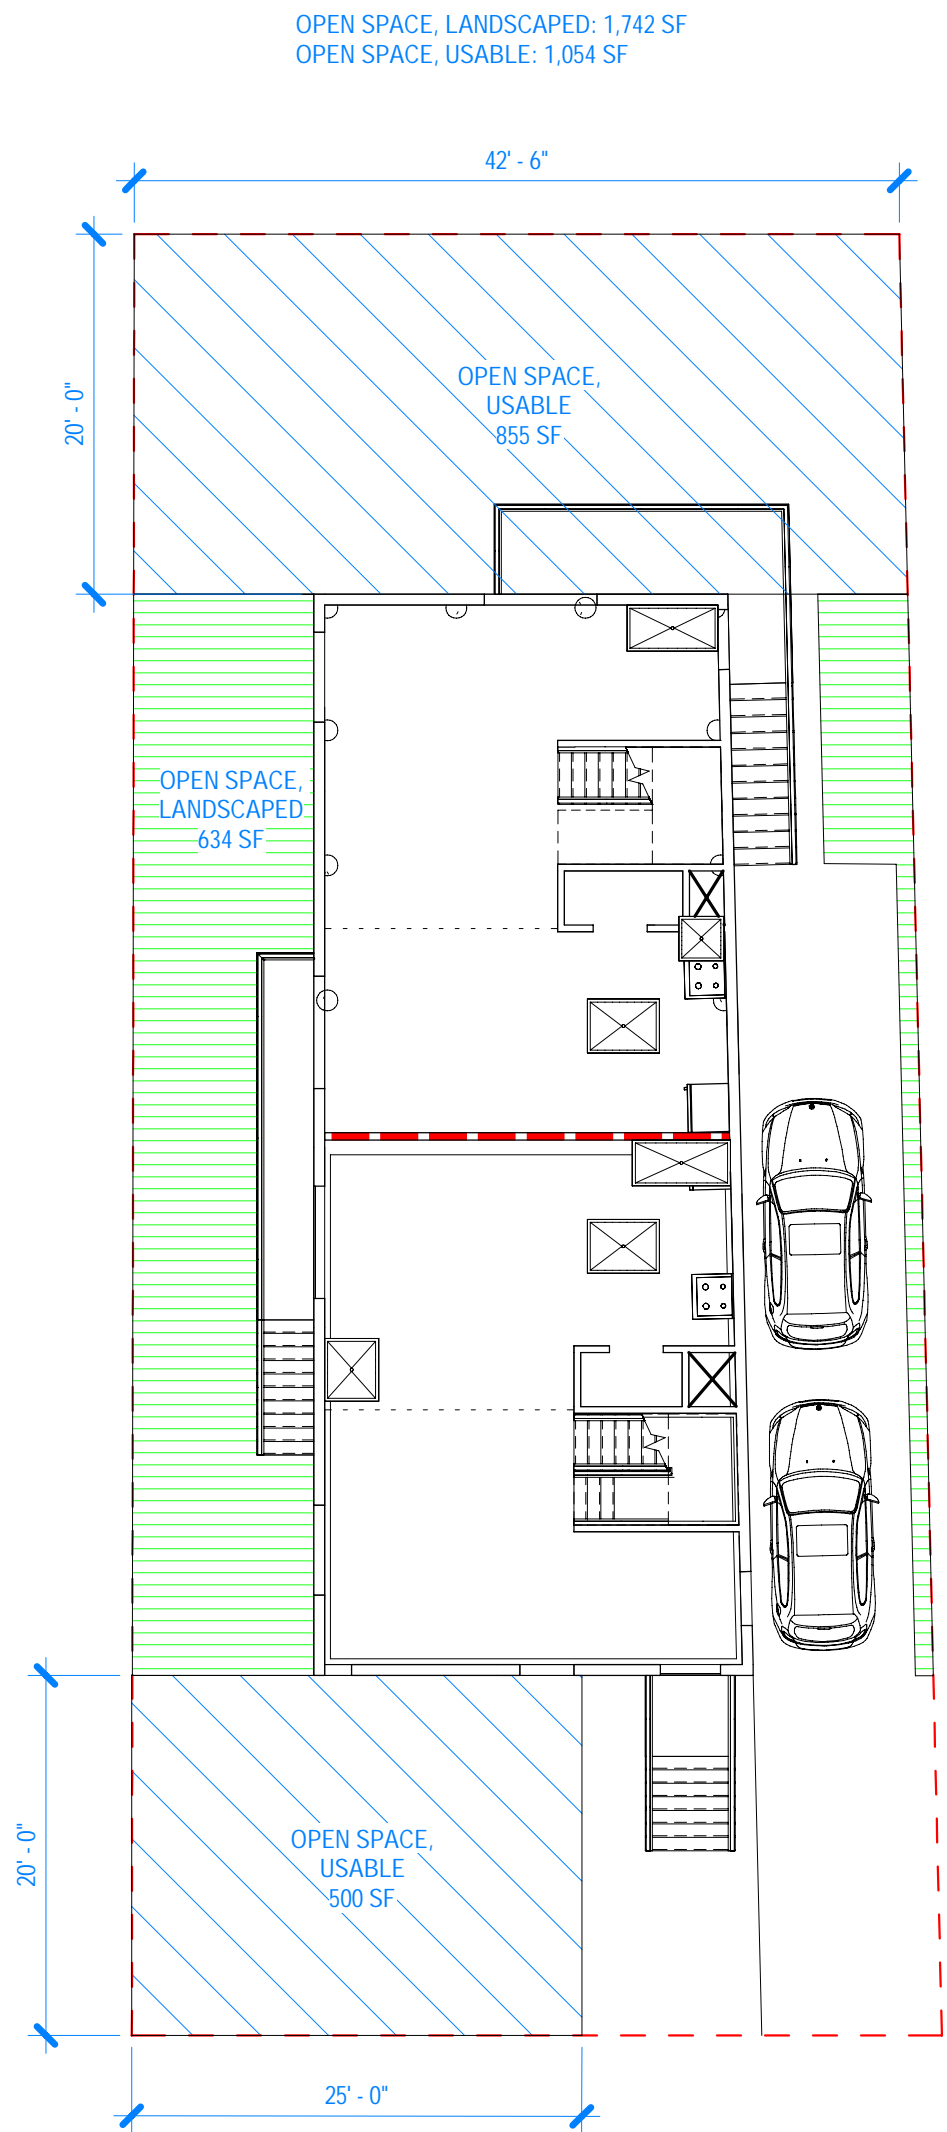 OPEN SPACE, LANDSCAPED: 1,742 SF
OPEN SPACE, USABLE: 1,054 SF
42' - 6"
20' - 0"
OPEN SPACE,
USABLE
855 SF
OPEN SPACE,
LANDSCAPED
634 SF
20' - 0"
OPEN SPACE,
USABLE
500 SF
25' - 0"